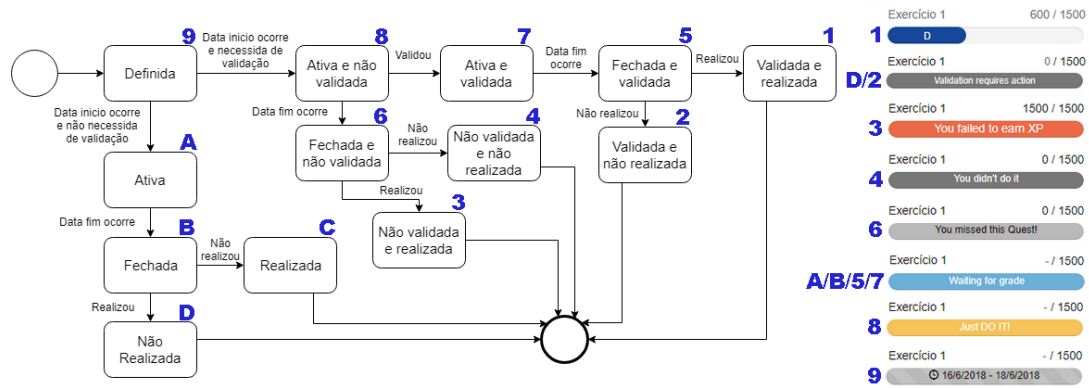 9
Definida
Data inicio ocorre
e necessida de
validação
8
Ativa e não
validada
Validou
7
Ativa e
validada
Data fim
ocorre
5
Fechada e
validada
Realizou
1
Validada e
realizada
Data inicio ocorre
e não necessida
de validação
A
Ativa
Data fim ocorre
6
Fechada e
não validada
Não
realizou
4
Não validada
e não
realizada
Não realizou
2
Validada e
não realizada
Realizou
3
Não validada
e realizada
Data fim ocorre
B
Fechada
Não
realizou
C
Realizada
Realizou
D
Não
Realizada
Exercício 1 600 / 1500
1 D
Exercício 1 0 / 1500
D/2 Validation requires action
Exercício 1 1500 / 1500
3 You failed to earn XP
Exercício 1 0 / 1500
4 You didn't do it
Exercício 1 0 / 1500
6 You missed this Quest!
Exercício 1 - / 1500
A/B/5/7 Waiting for grade
Exercício 1 - / 1500
8 Just DO IT!
Exercício 1 - / 1500
9 16/6/2018 - 18/6/2018